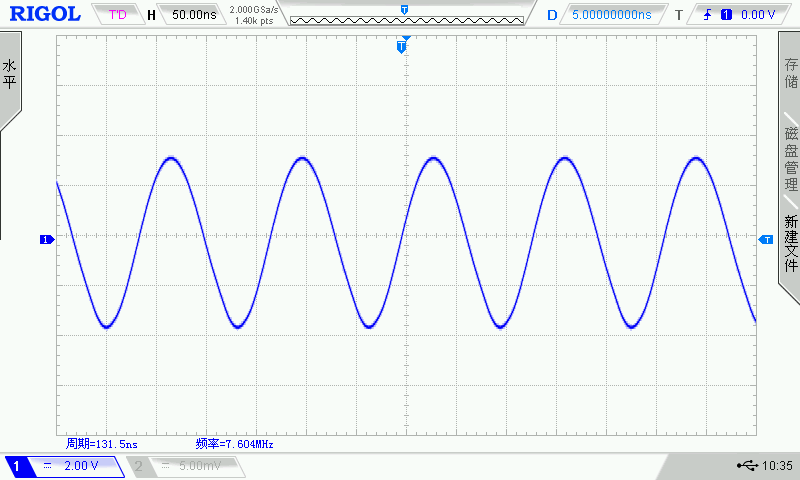 RIGOL T'D H 50.00ns 2.000GSa/s D 5.00000000ns T 1 0.00 V
1.40k pts
T
T
水平
存储
磁盘管理
新建文件
1
T
周期=131.5ns 频率=7.604MHz
1 2.00 V 2 5.00mV 10:35